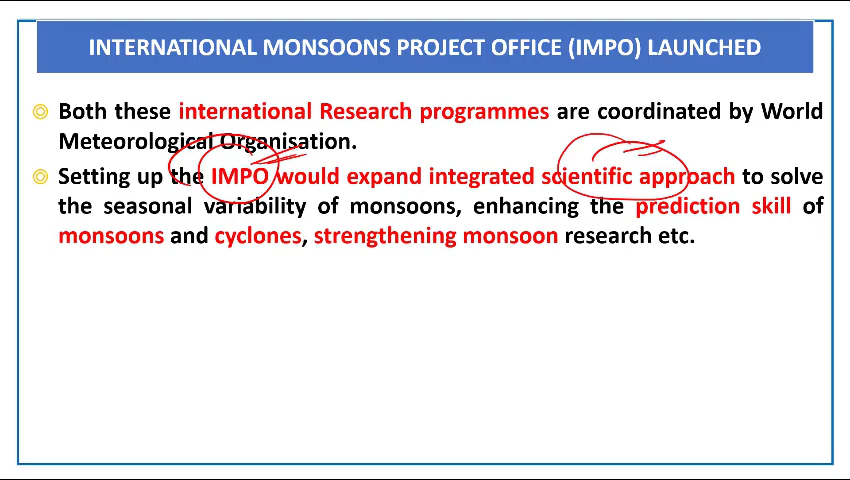 INTERNATIONAL MONSOONS PROJECT OFFICE (IMPO) LAUNCHED
Both these international Research programmes are coordinated by World
Meteorological Organisation.
Setting up the IMPO would expand integrated scientific approach to solve
the seasonal variability of monsoons, enhancing the prediction skill of
monsoons and cyclones, strengthening monsoon research etc.